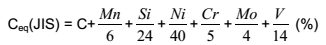 Ceq(JIS) = C+Mn/6+Si/24+Ni/40+Cr/5+Mo/4+V/14 (%)